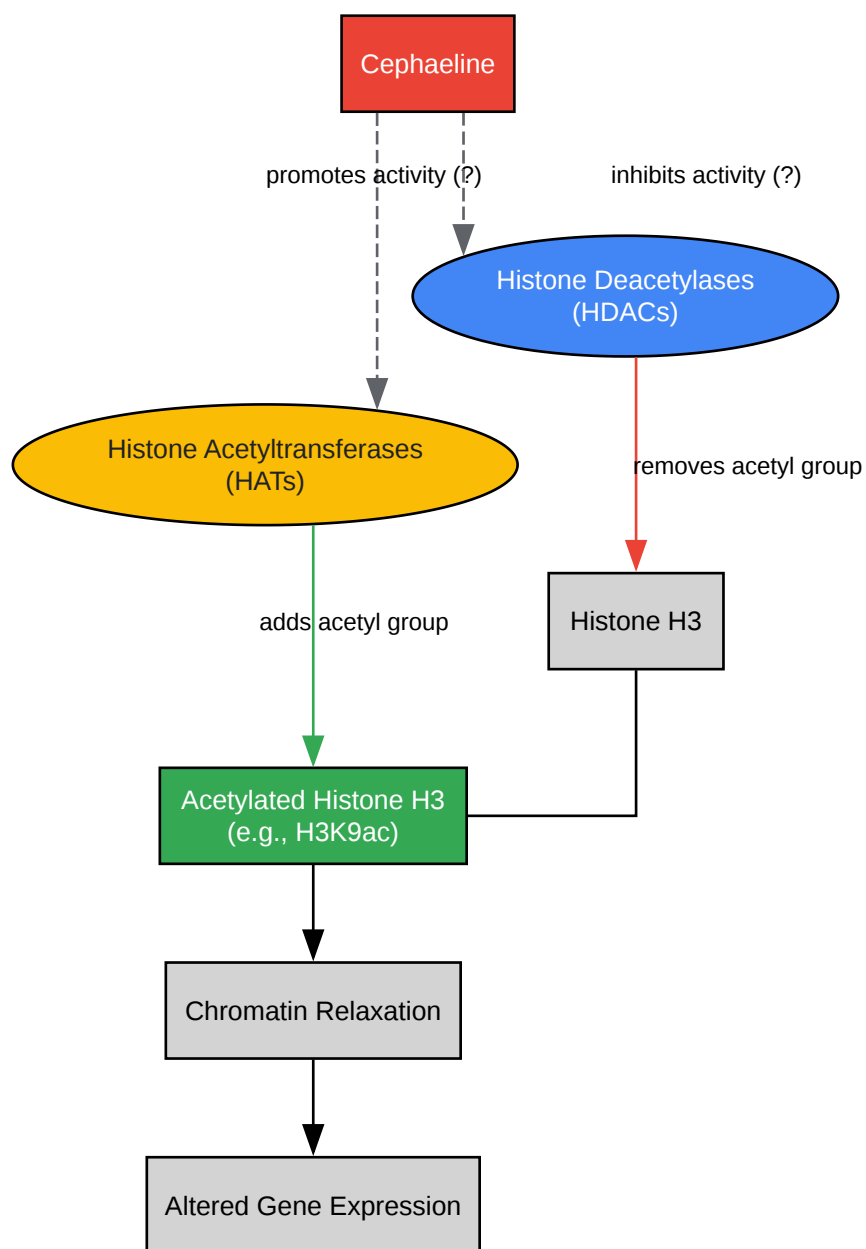 Cephaeline
promotes activity (?)
inhibits activity (?)
Histone Deacetylases
(HDACs)
Histone Acetyltransferases
(HATs)
removes acetyl group
adds acetyl group
Histone H3
Acetylated Histone H3
(e.g., H3K9ac)
Chromatin Relaxation
Altered Gene Expression